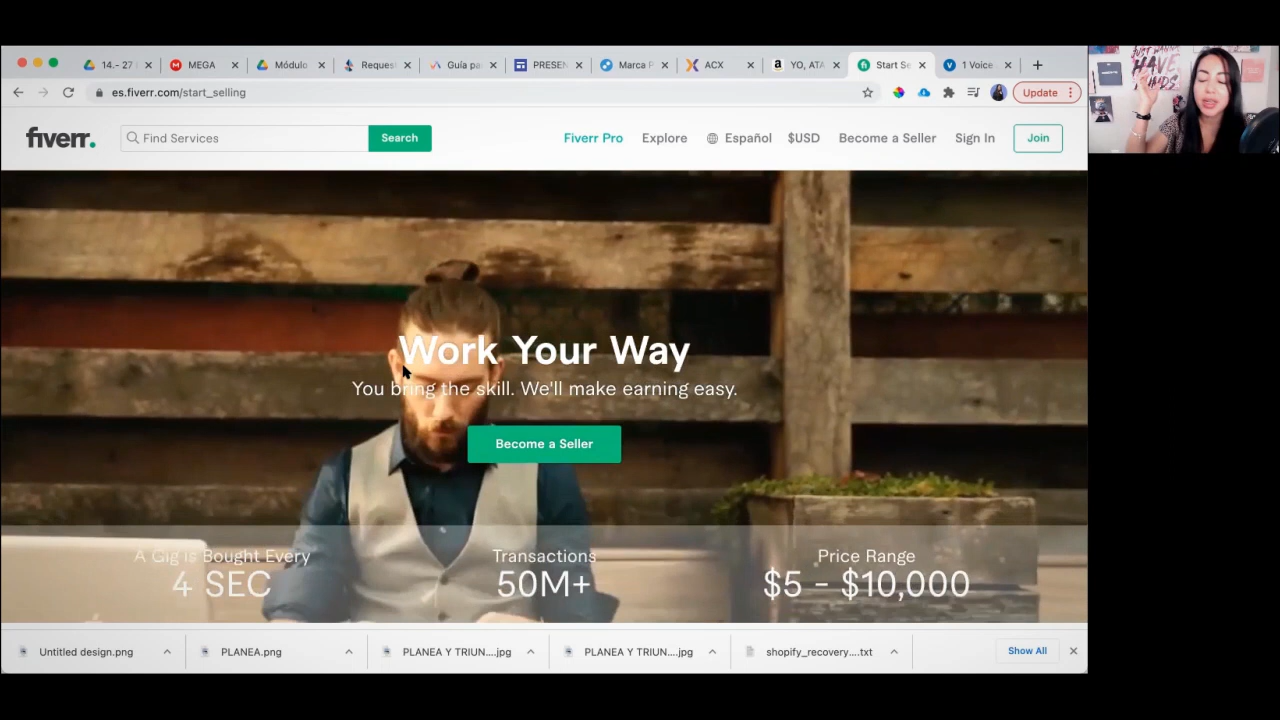 14.- 27
MEGA
Módulo
Reques
Guía pa
PRESEN
Marca P
ACX
YO, ATA
Start Se
1 Voice
es.fiverr.com/start_selling
Update
fiverr.
Find Services
Search
Fiverr Pro
Explore
Español
$USD
Become a Seller
Sign In
Join
Work Your Way
You bring the skill. We'll make earning easy.
Become a Seller
A Gig is Bought Every
4 SEC
Transactions
50M+
Price Range
$5 - $10,000
Untitled design.png
PLANEA.png
PLANEA Y TRIUN....jpg
PLANEA Y TRIUN....jpg
shopify_recovery....txt
Show All
JUST WANNA
HAVE